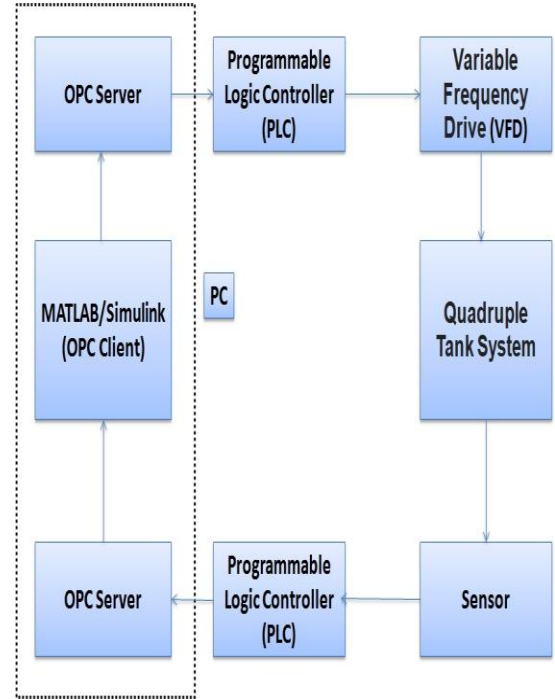 OPC Server
Programmable
Logic Controller
(PLC)
Variable
Frequency
Drive (VFD)
MATLAB/Simulink
(OPC Client)
PC
Quadruple
Tank System
OPC Server
Programmable
Logic Controller
(PLC)
Sensor